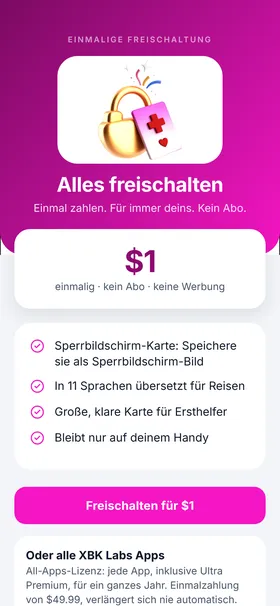 EINMALIGE FREISCHALTUNG
Alles freischalten
Einmal zahlen. Für immer deins. Kein Abo.
$1
einmalig · kein Abo · keine Werbung
Sperrbildschirm-Karte: Speichere
sie als Sperrbildschirm-Bild
In 11 Sprachen übersetzt für Reisen
Große, klare Karte für Ersthelfer
Bleibt nur auf deinem Handy
Freischalten für $1
Oder alle XBK Labs Apps
All-Apps-Lizenz: jede App, inklusive Ultra
Premium, für ein ganzes Jahr. Einmalzahlung
von $49.99, verlängert sich nie automatisch.